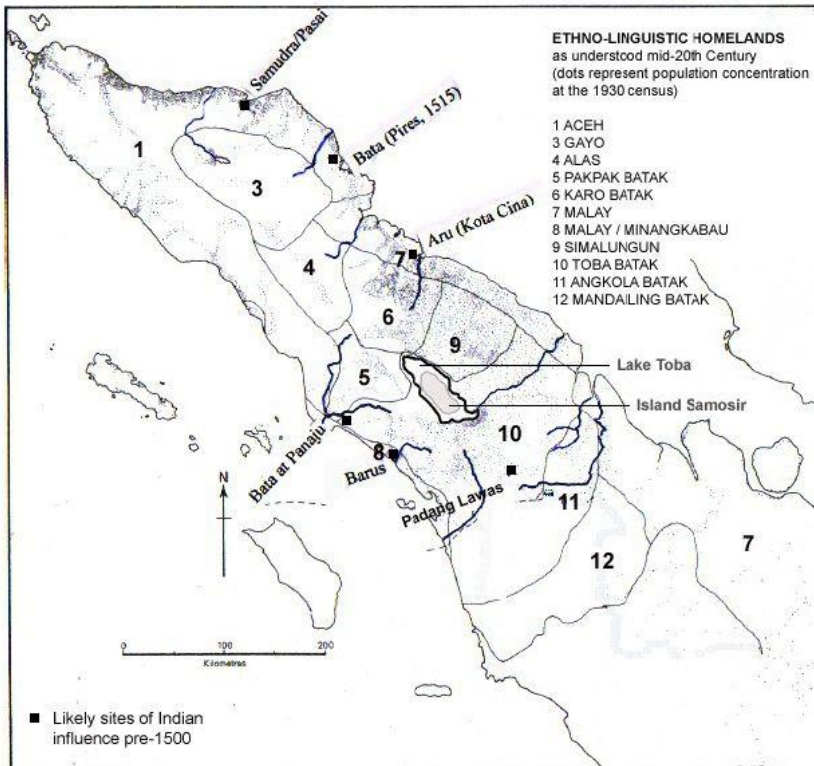 ETHNO-LINGUISTIC HOMELANDS
as understood mid-20th Century
(dots represent population concentration
at the 1930 census)
1 ACEH
3 GAYO
4 ALAS
5 PAKPAK BATAK
6 KARO BATAK
7 MALAY
8 MALAY / MINANGKABAU
9 SIMALUNGUN
10 TOBA BATAK
11 ANGKOLA BATAK
12 MANDAILING BATAK
Samudra/Pasai
Bata (Pires, 1515)
Aru (Kota Cina)
1
3
4
7
6
9
5
Lake Toba
Island Samosir
10
8
Bata at Panaju
Barus
Padang Lawas
11
12
7
N
0 100 200
Kilometres
Likely sites of Indian
influence pre-1500